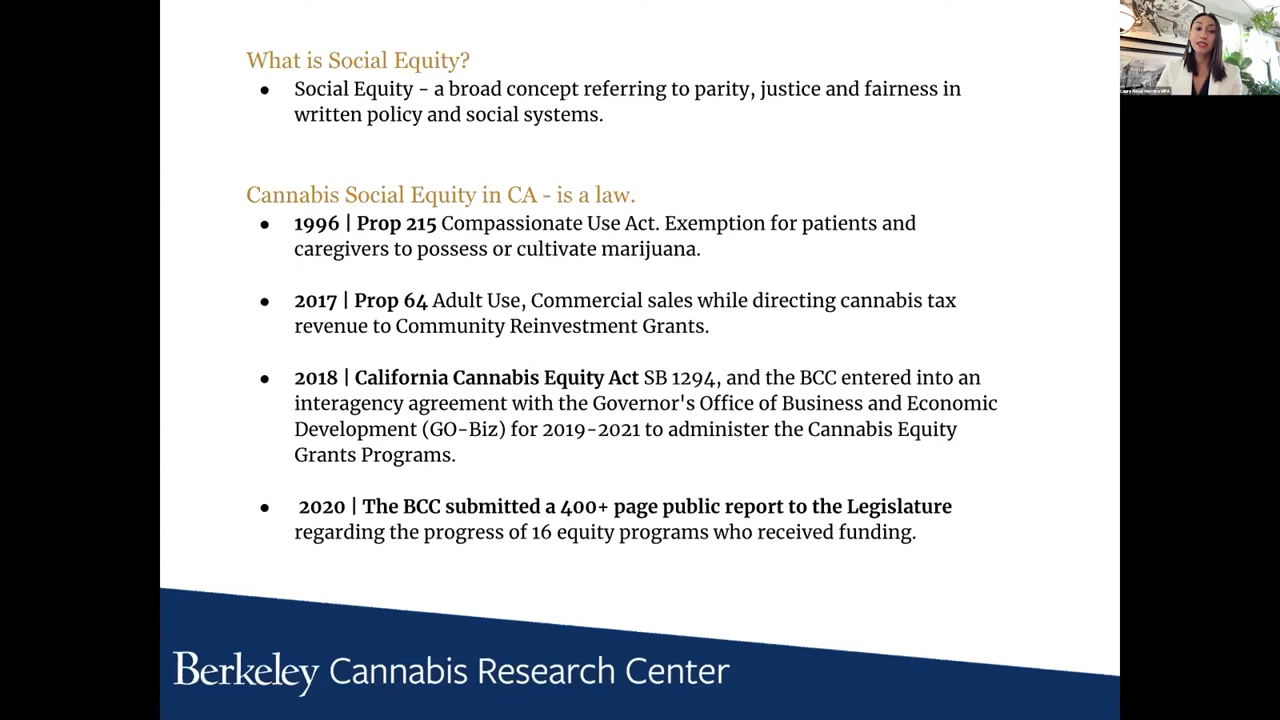 What is Social Equity?
● Social Equity - a broad concept referring to parity, justice and fairness in
written policy and social systems.
Cannabis Social Equity in CA - is a law.
● 1996 | Prop 215 Compassionate Use Act. Exemption for patients and
caregivers to possess or cultivate marijuana.
● 2017 | Prop 64 Adult Use, Commercial sales while directing cannabis tax
revenue to Community Reinvestment Grants.
● 2018 | California Cannabis Equity Act SB 1294, and the BCC entered into an
interagency agreement with the Governor's Office of Business and Economic
Development (GO-Biz) for 2019-2021 to administer the Cannabis Equity
Grants Programs.
● 2020 | The BCC submitted a 400+ page public report to the Legislature
regarding the progress of 16 equity programs who received funding.
Berkeley Cannabis Research Center